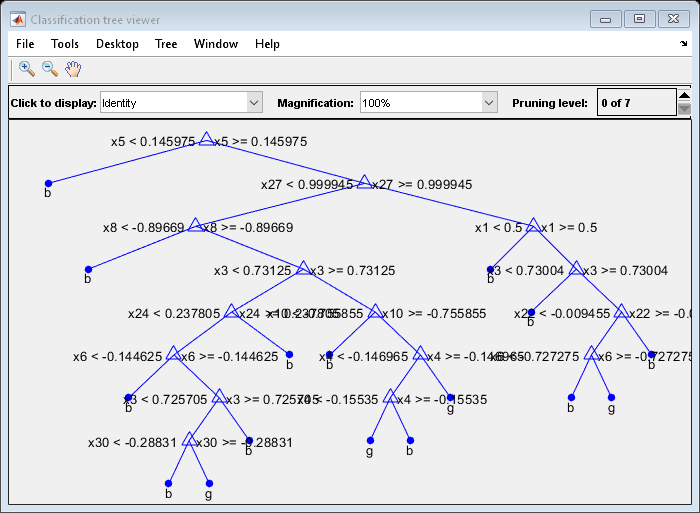 Classification tree viewer
File Tools Desktop Tree Window Help
Click to display: Identity Magnification: 100% Pruning level: 0 of 7
x5 < 0.145975 x5 >= 0.145975
b x27 < 0.999945 x27 >= 0.999945
x8 < -0.89669 x8 >= -0.89669 x1 < 0.5 x1 >= 0.5
b x3 < 0.73125 x3 >= 0.73125 b x3 < 0.73004 x3 >= 0.73004
x24 < 0.237805 x24 >= 0.237805 x10 < -0.755855 x10 >= -0.755855 b x22 < -0.009455 x22 >=
x6 < -0.144625 x6 >= -0.144625 b b x4 < -0.146965 x4 >= -0.146965 x6 < -0.727275 x6 >= -0.727275 b
b x3 < 0.725705 x3 >= 0.725705 < -0.15535 x4 >= -0.15535 g b g
x30 < -0.28831 x30 >= -0.28831 b g b
b g